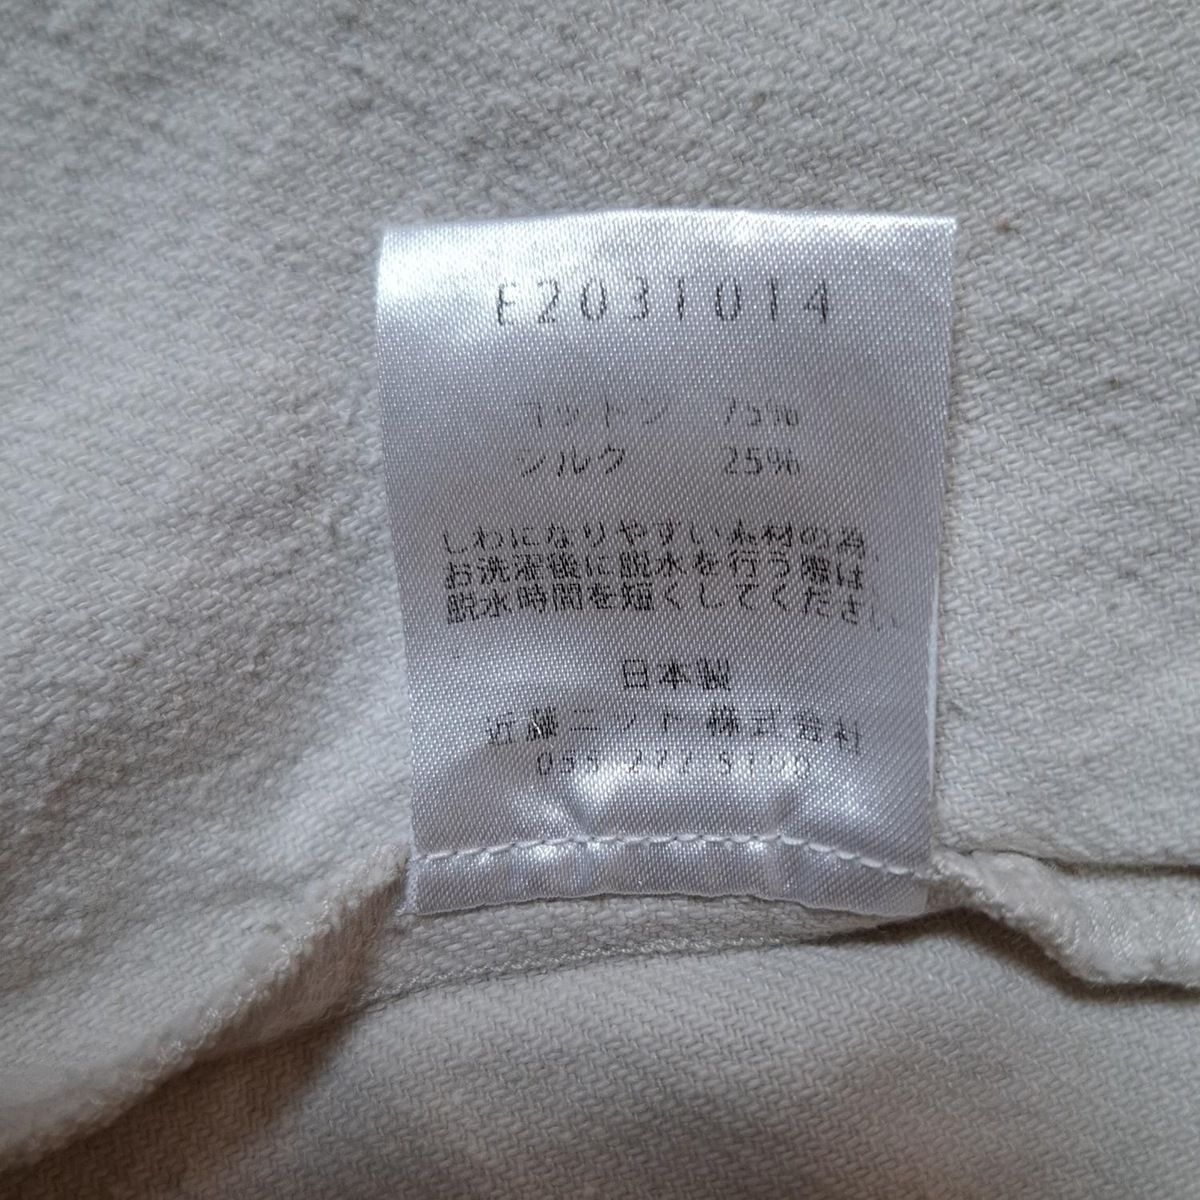 E2031014
コットン 75%
シルク 25%
しわになりやすい素材の為、
お洗濯後に脱水を行う際は
脱水時間を短くしてくださ
日本製
近藤ニット株式会社